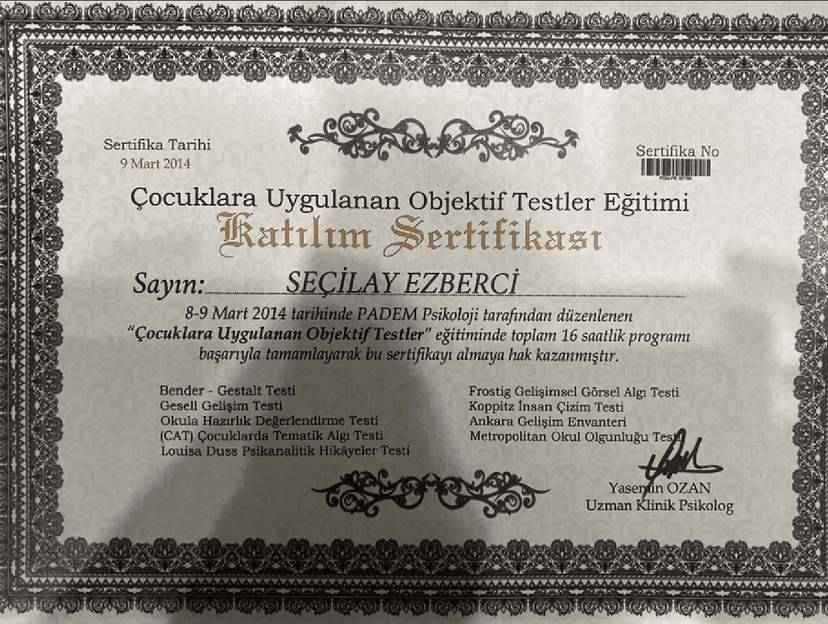 Sertifika Tarihi
9 Mart 2014
Sertifika No
Çocuklara Uygulanan Objektif Testler Eğitimi
Katılım Sertifikası
Sayın: SEÇİLAY EZBERCİ
8-9 Mart 2014 tarihinde PADEM Psikoloji tarafından düzenlenen
"Çocuklara Uygulanan Objektif Testler" eğitiminde toplam 16 saatlik programı
başarıyla tamamlayarak bu sertifikayı almaya hak kazanmıştır.
Bender - Gestalt Testi
Gesell Gelişim Testi
Okula Hazırlık Değerlendirme Testi
(CAT) Çocuklarda Tematik Algı Testi
Louisa Duss Psikanalitik Hikâyeler Testi
Frostig Gelişimsel Görsel Algı Testi
Koppitz İnsan Çizim Testi
Ankara Gelişim Envanteri
Metropolitan Okul Olgunluğu Testi
Yasemin OZAN
Uzman Klinik Psikolog